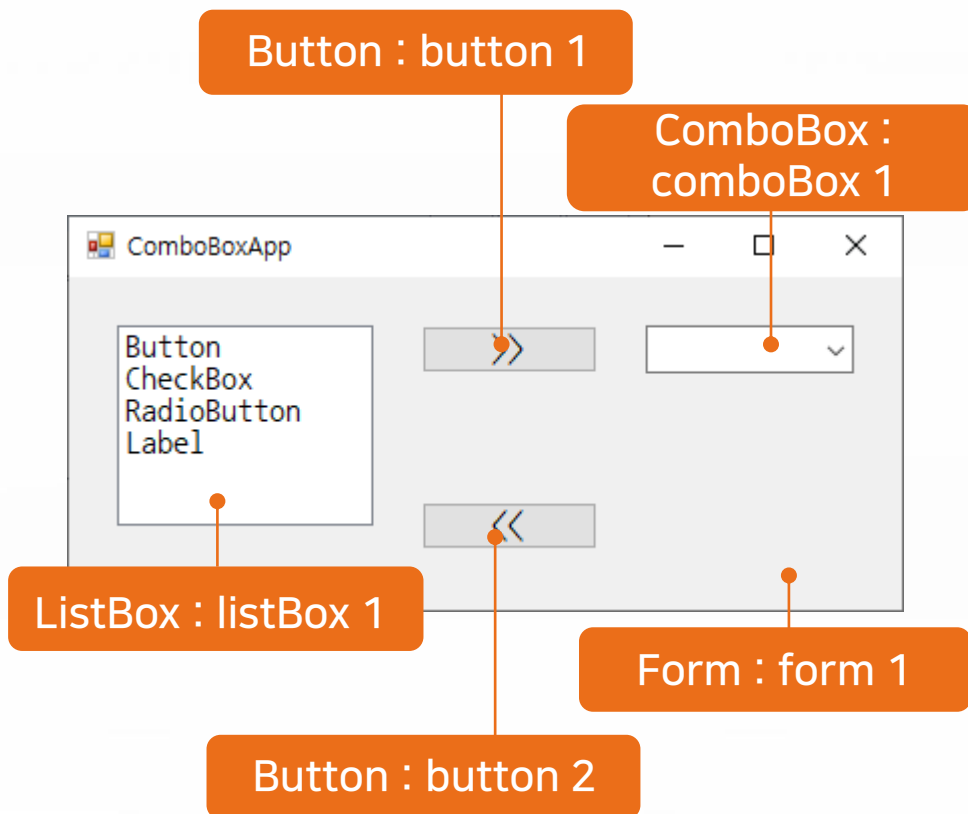 Button : button 1
ComboBox :
comboBox 1
ComboBoxApp
Button
CheckBox
RadioButton
Label
>>
<<
ListBox : listBox 1
Form : form 1
Button : button 2